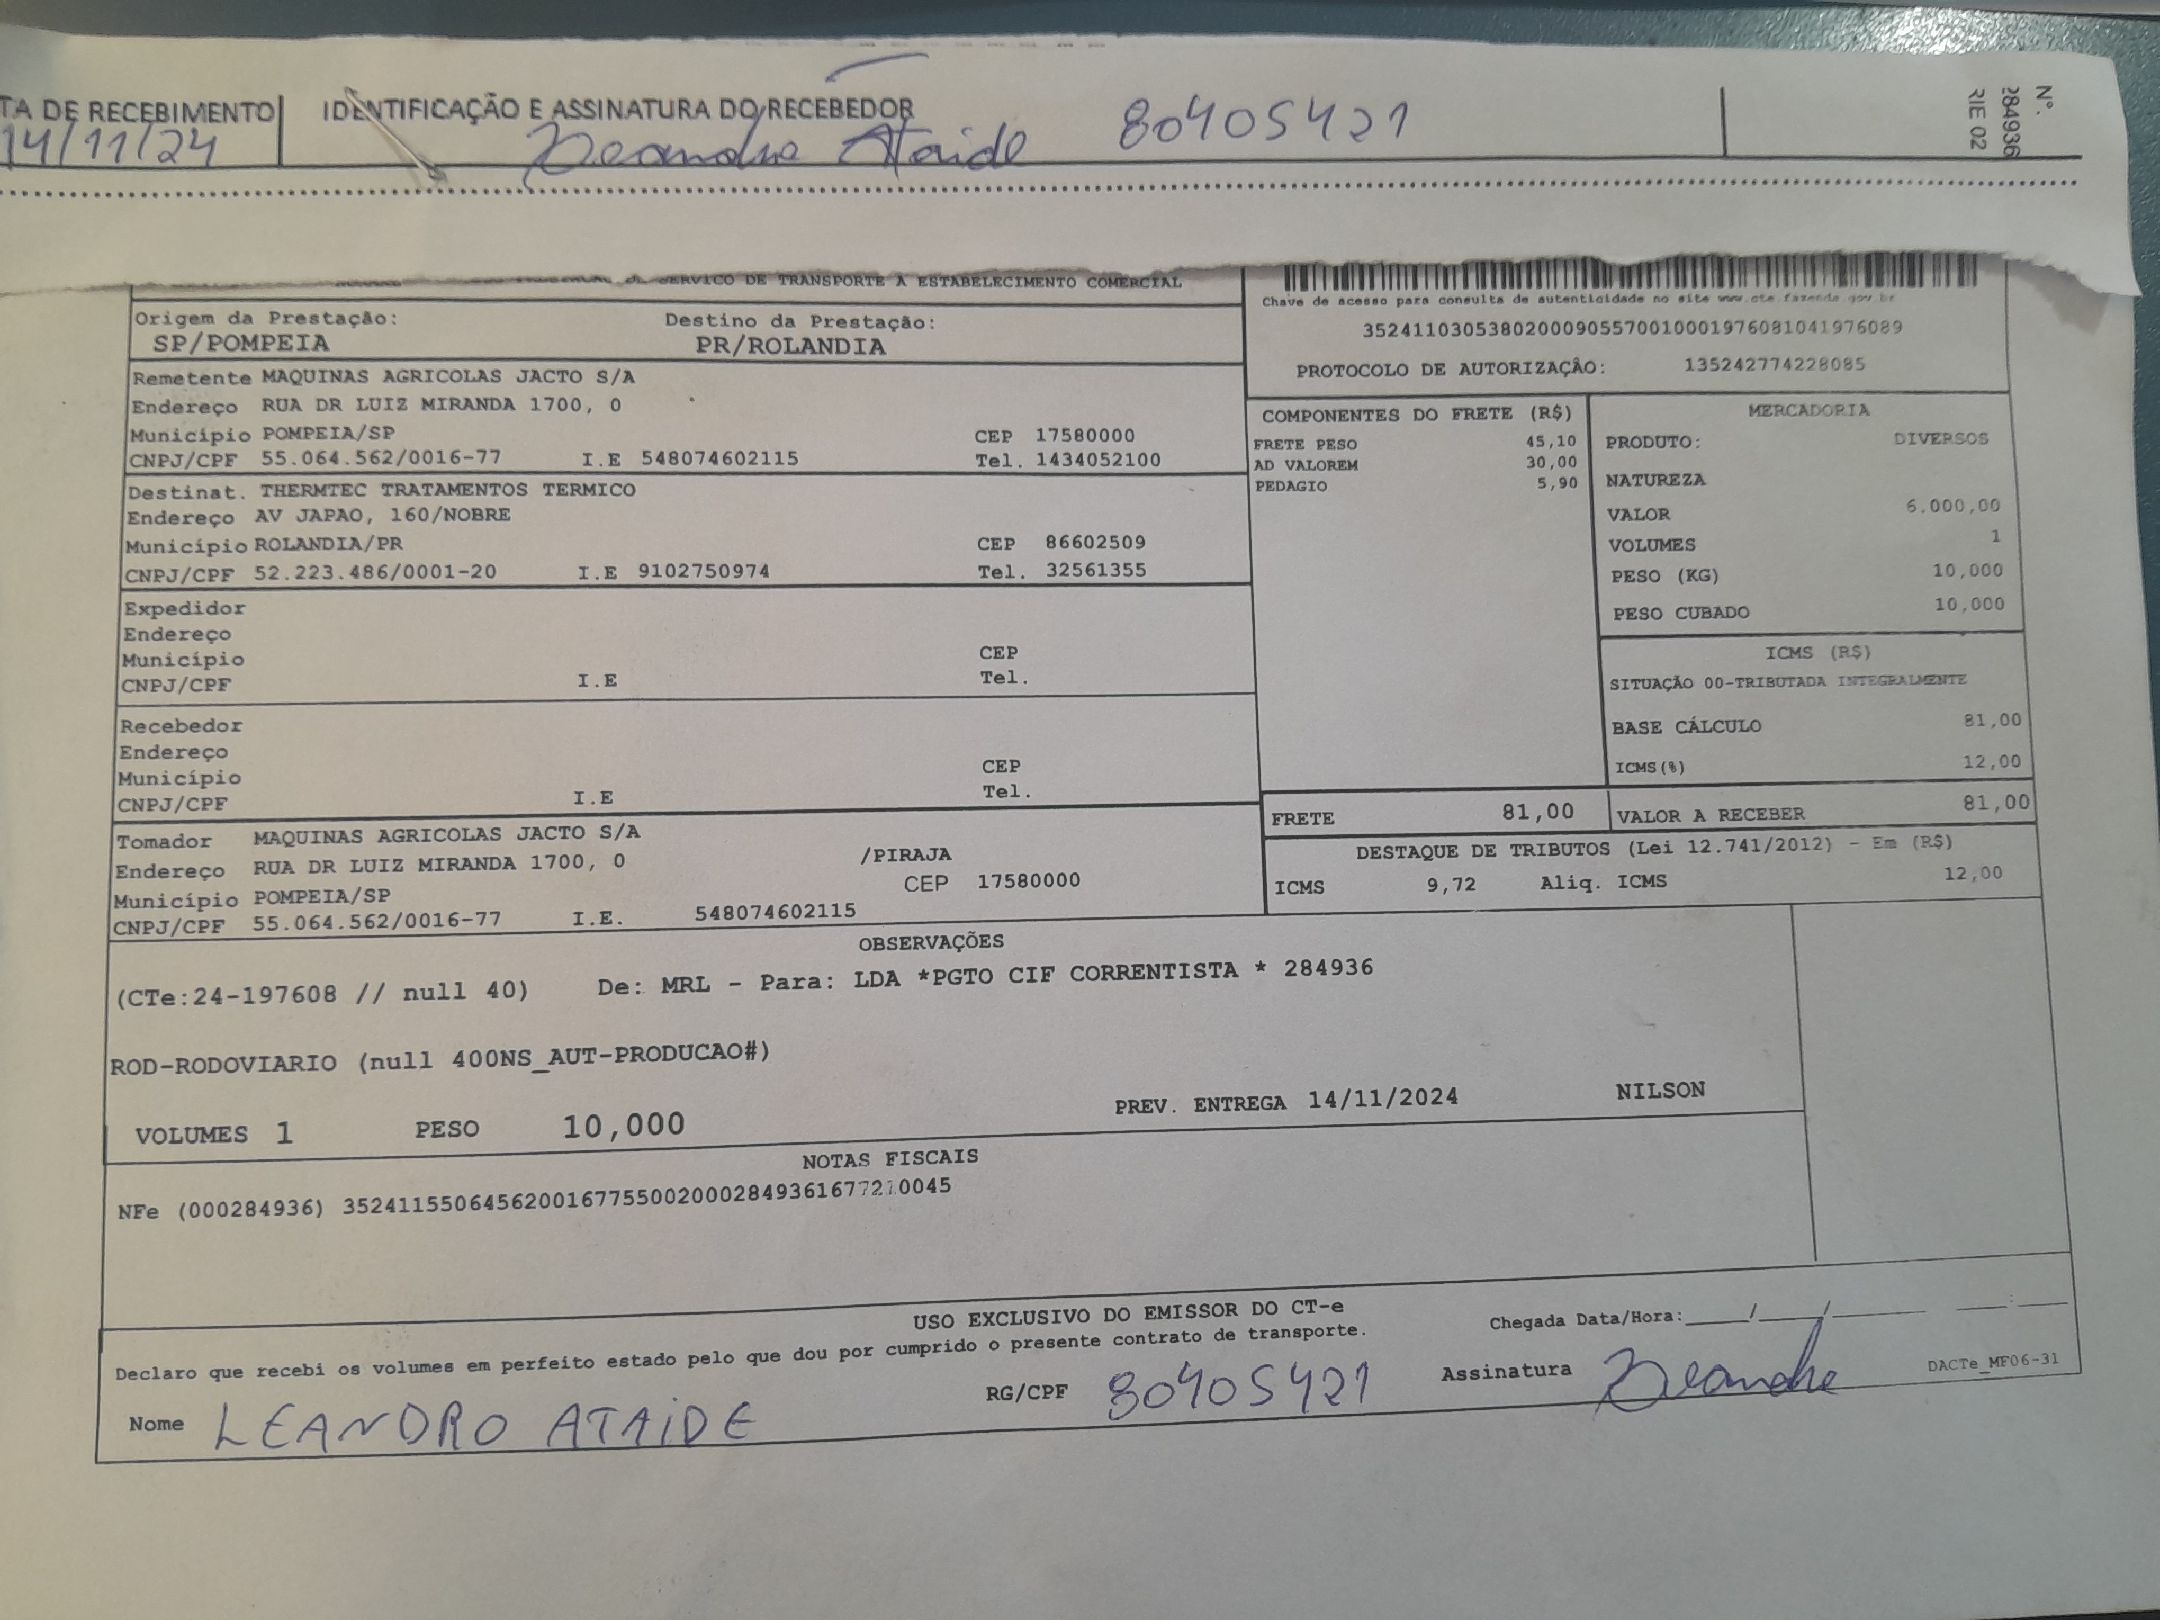 TA DE RECEBIMENTO
14/11/24
IDENTIFICAÇÃO E ASSINATURA DO RECEBEDOR
Leandro Ataide 80405421
Nº.
284936
RIE 02
SERVICO DE TRANSPORTE A ESTABELECIMENTO COMERCIAL
Origem da Prestação: Destino da Prestação:
SP/POMPEIA PR/ROLANDIA
Remetente MAQUINAS AGRICOLAS JACTO S/A
Endereço RUA DR LUIZ MIRANDA 1700, 0
Município POMPEIA/SP CEP 17580000
CNPJ/CPF 55.064.562/0016-77 I.E 548074602115 Tel. 1434052100
Destinat. THERMTEC TRATAMENTOS TERMICO
Endereço AV JAPAO, 160/NOBRE
Município ROLANDIA/PR CEP 86602509
CNPJ/CPF 52.223.486/0001-20 I.E 9102750974 Tel. 32561355
Expedidor
Endereço
Município CEP
CNPJ/CPF I.E Tel.
Recebedor
Endereço
Município CEP
CNPJ/CPF I.E Tel.
Tomador MAQUINAS AGRICOLAS JACTO S/A
Endereço RUA DR LUIZ MIRANDA 1700, 0 /PIRAJA
Município POMPEIA/SP CEP 17580000
CNPJ/CPF 55.064.562/0016-77 I.E. 548074602115
Chave de acesso para consulta de autenticidade no site www.cte.fazenda.gov.br
35241103053802000905570010001976081041976089
PROTOCOLO DE AUTORIZAÇÂO: 135242774228085
COMPONENTES DO FRETE (R$)
FRETE PESO 45,10
AD VALOREM 30,00
PEDAGIO 5,90
MERCADORIA
PRODUTO: DIVERSOS
NATUREZA
VALOR 6.000,00
VOLUMES 1
PESO (KG) 10,000
PESO CUBADO 10,000
ICMS (R$)
SITUAÇÃO 00-TRIBUTADA INTEGRALMENTE
BASE CÁLCULO 81,00
ICMS(%) 12,00
FRETE 81,00 VALOR A RECEBER 81,00
DESTAQUE DE TRIBUTOS (Lei 12.741/2012) - Em (R$)
ICMS 9,72 Aliq. ICMS 12,00
OBSERVAÇÕES
(CTe:24-197608 // null 40) De: MRL - Para: LDA *PGTO CIF CORRENTISTA * 284936
ROD-RODOVIARIO (null 400NS_AUT-PRODUCAO#)
VOLUMES 1 PESO 10,000 PREV. ENTREGA 14/11/2024 NILSON
NOTAS FISCAIS
NFe (000284936) 35241155064562001677550020002849361677210045
USO EXCLUSIVO DO EMISSOR DO CT-e
Chegada Data/Hora:____/____/______ ___:___
Declaro que recebi os volumes em perfeito estado pelo que dou por cumprido o presente contrato de transporte.
Nome LEANDRO ATAIDE RG/CPF 80405421 Assinatura Leandro
DACTe_MF06-31